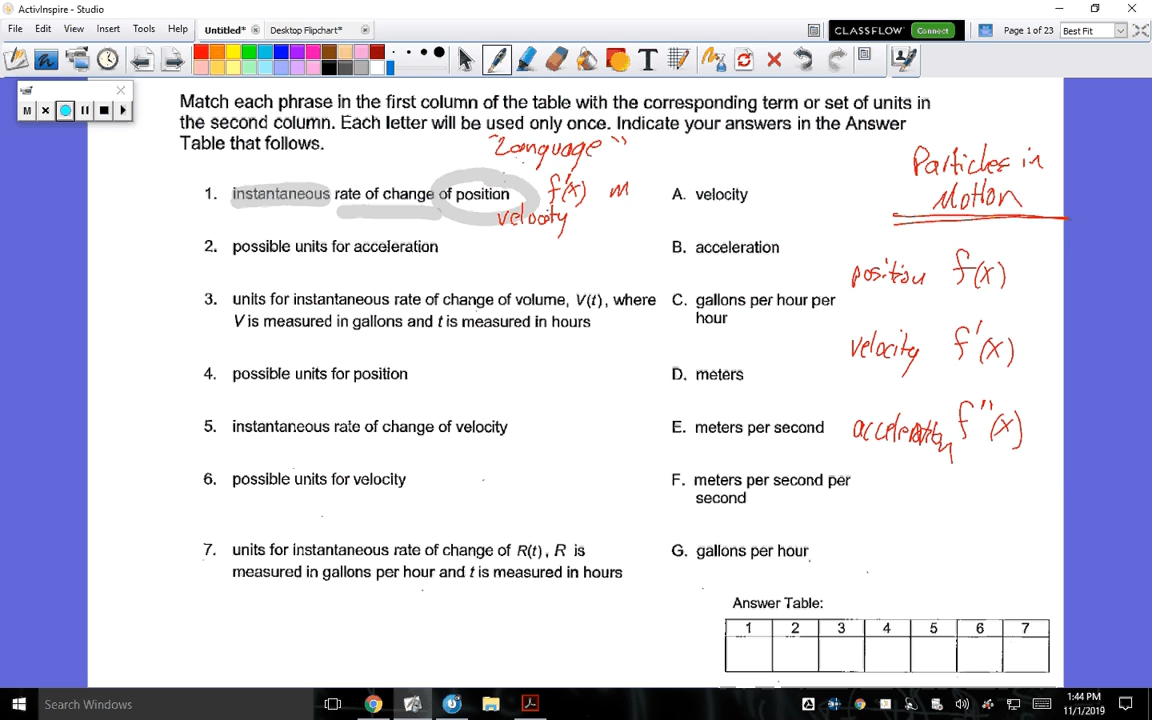 ActivInspire - Studio
File Edit View Insert Tools Help Untitled* Desktop Flipchart* CLASSFLOW Connect Page 1 of 23 Best Fit
M
Match each phrase in the first column of the table with the corresponding term or set of units in
the second column. Each letter will be used only once. Indicate your answers in the Answer
Table that follows.
"Language"
Particles in
Motion
1. instantaneous rate of change of position f'(x) m A. velocity
velocity
2. possible units for acceleration B. acceleration
position f(x)
3. units for instantaneous rate of change of volume, V(t), where C. gallons per hour per
V is measured in gallons and t is measured in hours hour
velocity f'(x)
4. possible units for position D. meters
5. instantaneous rate of change of velocity E. meters per second
acceleration f"(x)
6. possible units for velocity F. meters per second per
second
7. units for instantaneous rate of change of R(t), R is G. gallons per hour
measured in gallons per hour and t is measured in hours
Answer Table:
1 2 3 4 5 6 7
Search Windows
1:44 PM
11/1/2019